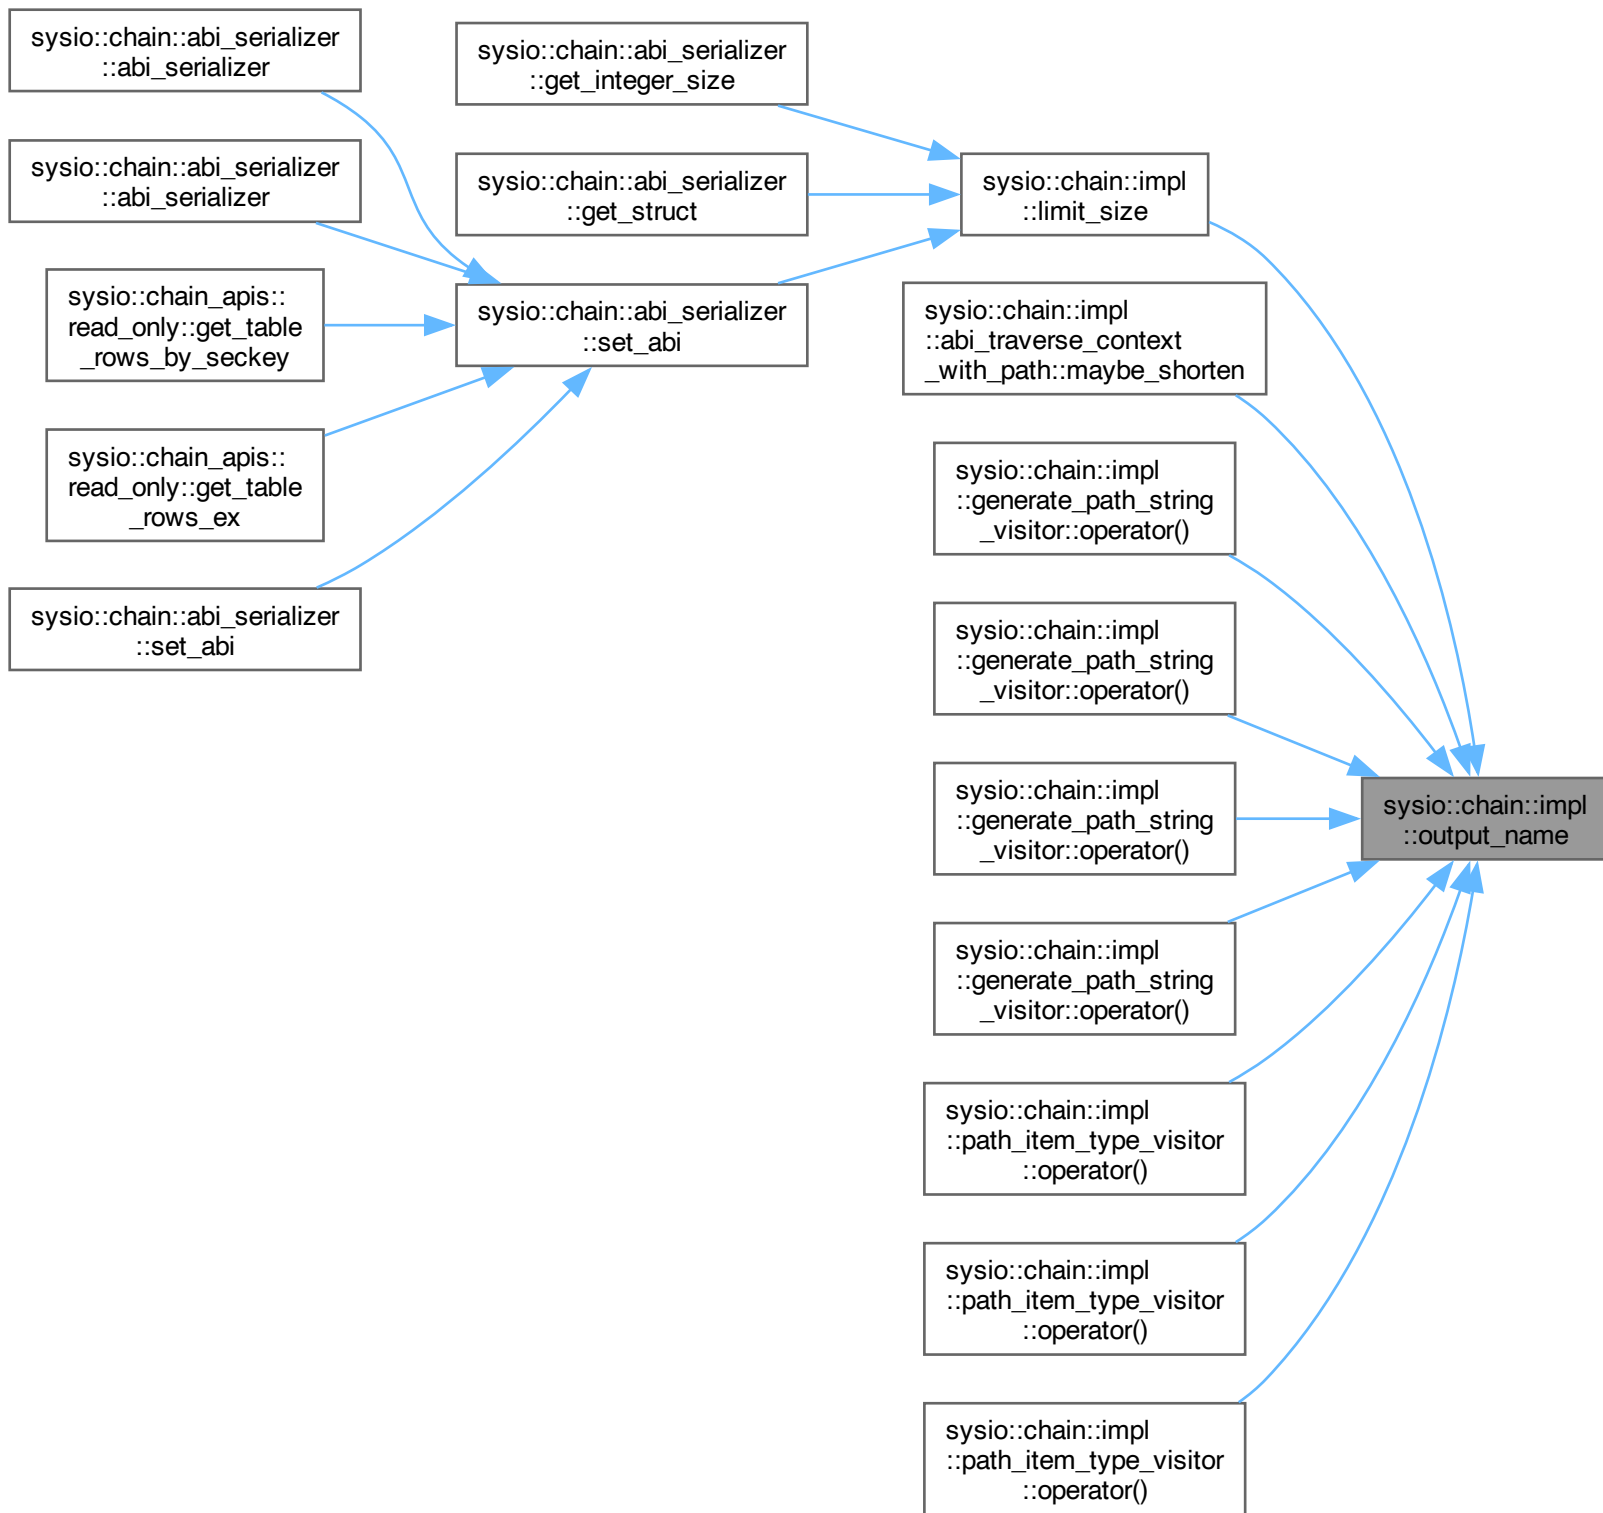 sysio::chain::abi_serializer
::abi_serializer
sysio::chain::abi_serializer
::abi_serializer
sysio::chain_apis::
read_only::get_table
_rows_by_seckey
sysio::chain_apis::
read_only::get_table
_rows_ex
sysio::chain::abi_serializer
::set_abi
sysio::chain::abi_serializer
::get_integer_size
sysio::chain::abi_serializer
::get_struct
sysio::chain::abi_serializer
::set_abi
sysio::chain::impl
::limit_size
sysio::chain::impl
::abi_traverse_context
_with_path::maybe_shorten
sysio::chain::impl
::generate_path_string
_visitor::operator()
sysio::chain::impl
::generate_path_string
_visitor::operator()
sysio::chain::impl
::generate_path_string
_visitor::operator()
sysio::chain::impl
::generate_path_string
_visitor::operator()
sysio::chain::impl
::path_item_type_visitor
::operator()
sysio::chain::impl
::path_item_type_visitor
::operator()
sysio::chain::impl
::path_item_type_visitor
::operator()
sysio::chain::impl
::output_name